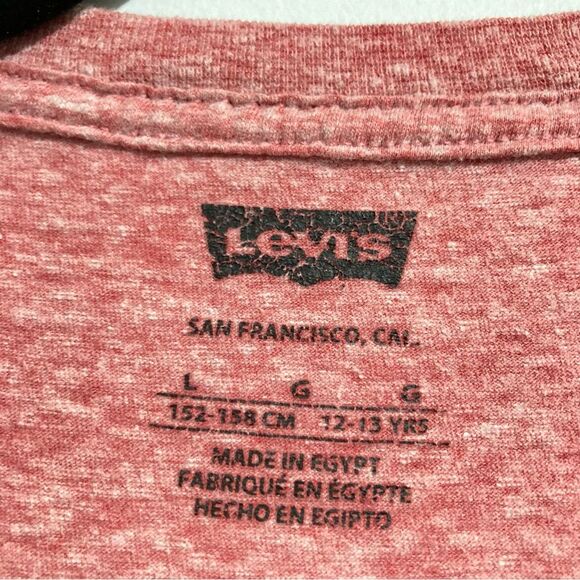 Levi's
SAN FRANCISCO, CAL.
L G G
152-158 CM 12-13 YRS
MADE IN EGYPT
FABRIQUÉ EN ÉGYPTE
HECHO EN EGIPTO